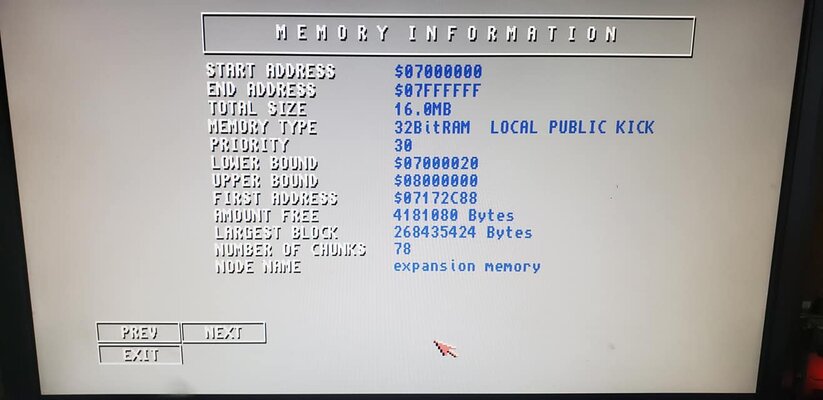 MEMORY INFORMATION
START ADDRESS $07000000
END ADDRESS $07FFFFFF
TOTAL SIZE 16.0MB
MEMORY TYPE 32BitRAM LOCAL PUBLIC KICK
PRIORITY 30
LOWER BOUND $07000020
UPPER BOUND $08000000
FIRST ADDRESS $07172C88
AMOUNT FREE 4181080 Bytes
LARGEST BLOCK 268435424 Bytes
NUMBER OF CHUNKS 78
NODE NAME expansion memory
PREV NEXT
EXIT